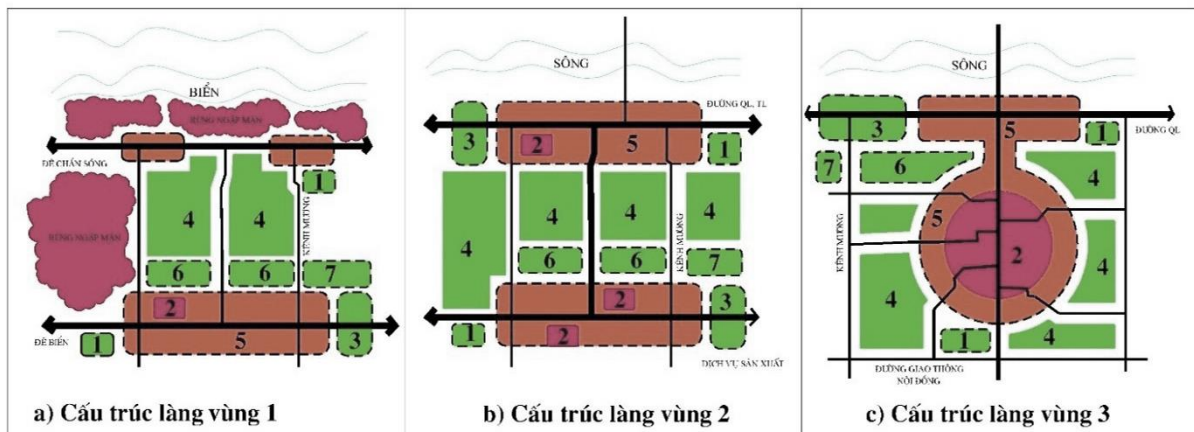 BIỂN
RỪNG NGẬP MẶN
ĐÊ CHẮN SÓNG
1
KÊNH MƯƠNG
4
4
RỪNG NGẬP MẶN
6
6
7
2
5
3
1
ĐÊ BIỂN
a) Cấu trúc làng vùng 1
SÔNG
ĐƯỜNG QL, TL
3
2
5
1
4
4
4
4
KÊNH MƯƠNG
6
6
7
2
3
1
2
DỊCH VỤ SẢN XUẤT
b) Cấu trúc làng vùng 2
SÔNG
3
5
1
ĐƯỜNG QL
7
6
4
5
2
KÊNH MƯƠNG
4
4
1
4
ĐƯỜNG GIAO THÔNG
NỘI ĐỒNG
c) Cấu trúc làng vùng 3